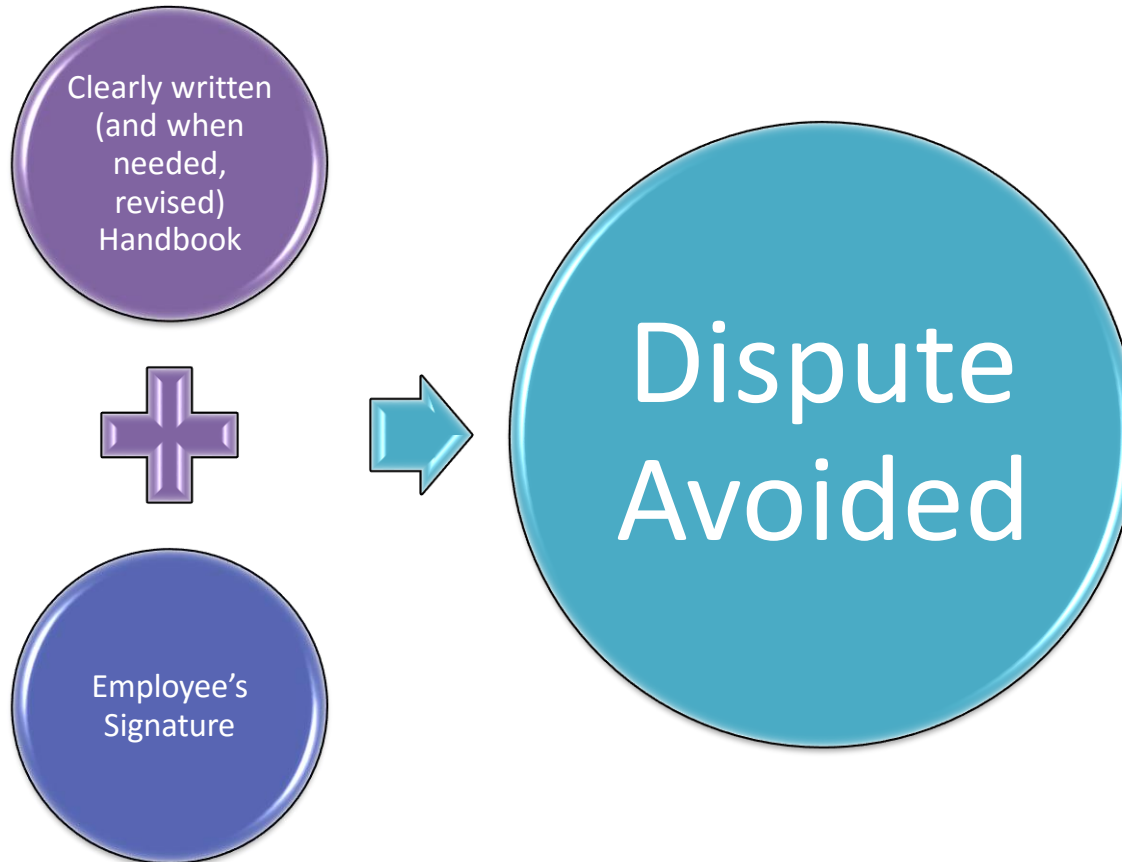 Clearly written
(and when
needed,
revised)
Handbook
Employee’s
Signature
Dispute
Avoided